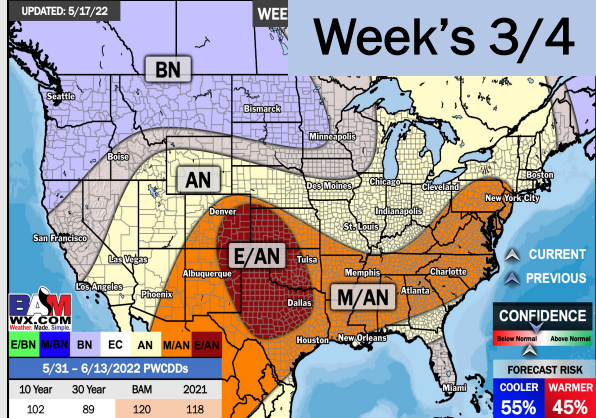 UPDATED: 5/17/22
WEE
Week's 3/4
BN
Seattle
Bismarck
Minneapolis
Boise
AN
Des Moines
Chicago
Cleveland
Boston
New York City
Denver
Indianapolis
St. Louis
San Francisco
Las Vegas
E/AN
Tulsa
CURRENT
PREVIOUS
Albuquerque
Memphis
Charlotte
Los Angeles
Phoenix
M/AN
Atlanta
Dallas
BAM
WX.COM
Weather. Made. Simple.
Houston
New Orleans
CONFIDENCE
Below Normal
Above Normal
E/BN M/BN BN EC AN M/AN E/AN
Miami
5/31 – 6/13/2022 PWCDDs
10 Year 30 Year BAM 2021
102 89 120 118
FORECAST RISK
COOLER WARMER
55% 45%